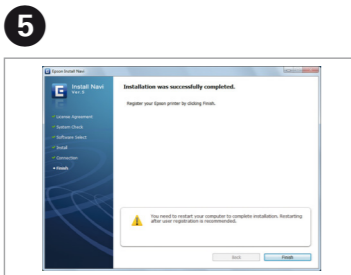 5
Epson Install Navi
Install Navi
Ver.3
Installation was successfully completed.
Register your Epson printer by clicking Finish.
License Agreement
System Check
Software Select
Install
Connection
Finish
You need to restart your computer to complete installation. Restarting
after user registration is recommended.
Back
Finish